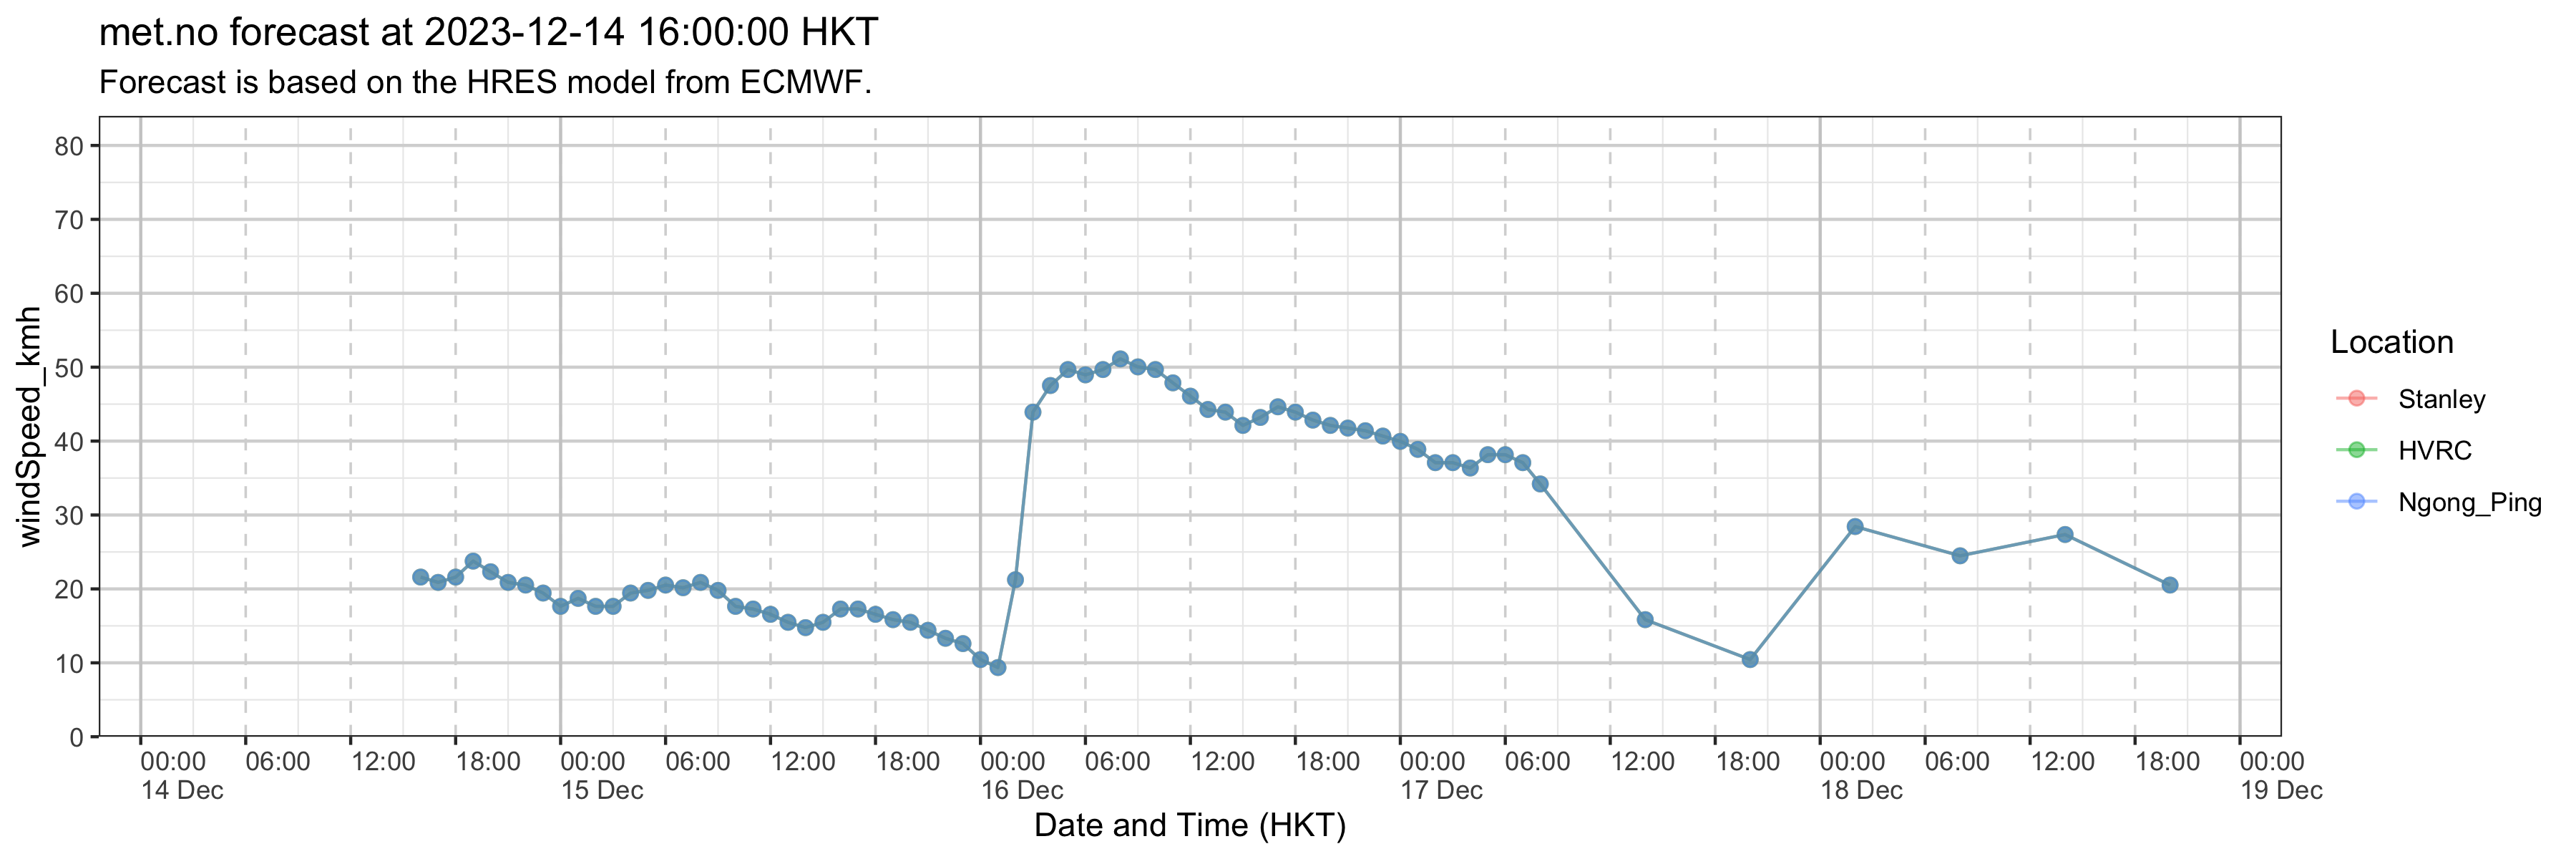 met.no forecast at 2023-12-14 16:00:00 HKT
Forecast is based on the HRES model from ECMWF.
windSpeed_kmh
80
70
60
50
40
30
20
10
0
00:00 06:00 12:00 18:00 00:00 06:00 12:00 18:00 00:00 06:00 12:00 18:00 00:00 06:00 12:00 18:00 00:00 06:00 12:00 18:00 00:00
14 Dec 15 Dec 16 Dec 17 Dec 18 Dec 19 Dec
Date and Time (HKT)
Location
Stanley
HVRC
Ngong_Ping